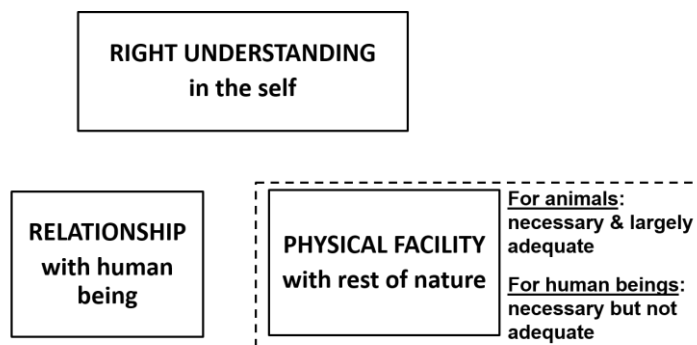 RIGHT UNDERSTANDING
in the self
RELATIONSHIP
with human
being
PHYSICAL FACILITY
with rest of nature
For animals:
necessary & largely
adequate
For human beings:
necessary but not
adequate